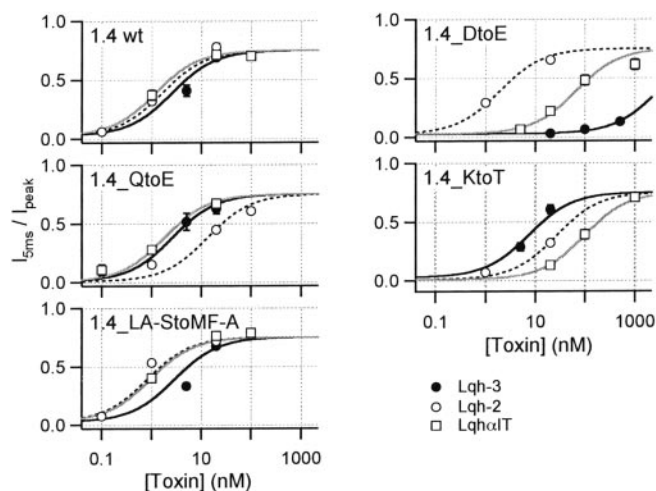 1.4 wt
1.0
0.5
0.0
1.4_DtoE
1.0
0.5
0.0
I5ms / Ipeak
1.4_QtoE
1.0
0.5
0.0
1.4_KtoT
1.0
0.5
0.0
0.1 10 1000
[Toxin] (nM)
1.4_LA-StoMF-A
1.0
0.5
0.0
0.1 10 1000
[Toxin] (nM)
Lqh-3
Lqh-2
LqhαIT